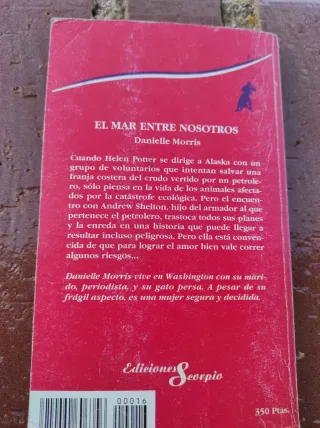 EL MAR ENTRE NOSOTROS
Danielle Morris
Cuando Helen Potter se dirige a Alaska con un
grupo de voluntarios que intentan salvar una
franja costera del crudo vertido por un petrole-
ro, sólo piensa en la vida de los animales afecta-
dos por la catástrofe ecológica. Pero el encuen-
tro con Andrew Shelton, hijo del armador al que
pertenece el petrolero, trastoca todos sus planes
y la enreda en una historia que puede llegar a
resultar incluso peligrosa. Pero ella está conven-
cida de que para lograr el amor bien vale correr
algunos riesgos...
Danielle Morris vive en Washington con su mari-
do, periodista, y su gato persa. A pesar de su
frágil aspecto, es una mujer segura y decidida.
Ediciones Scorpio
00016
350 Ptas.